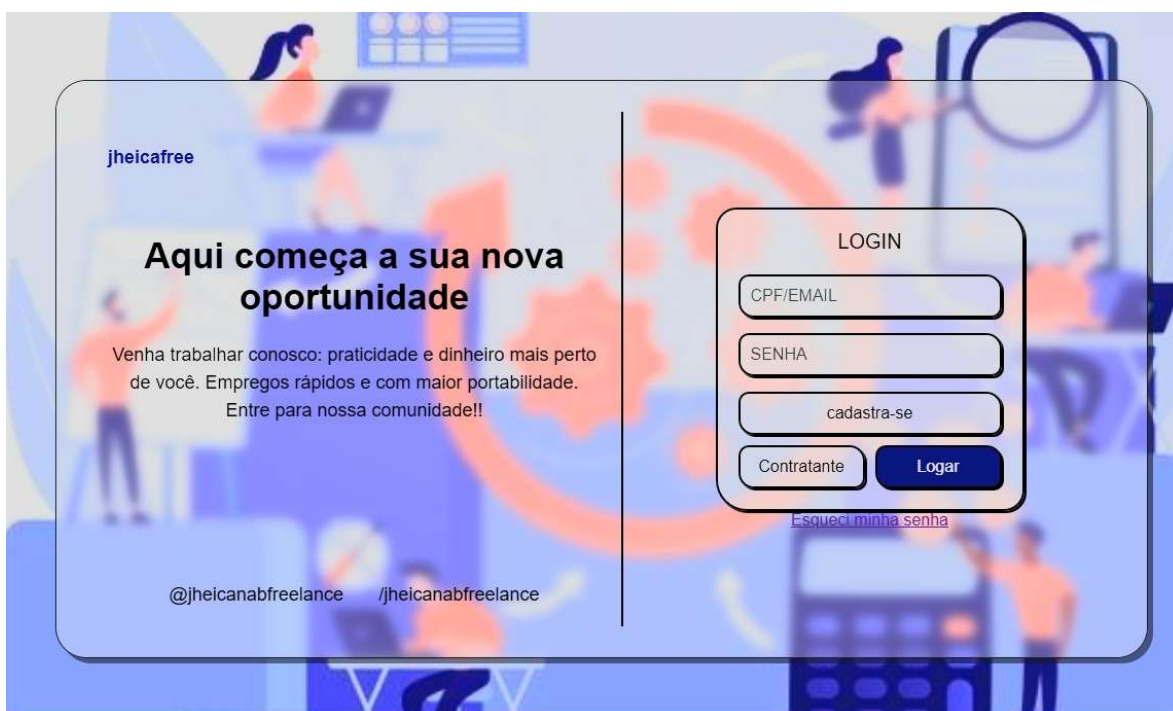 jheicafree
Aqui começa a sua nova
oportunidade
Venha trabalhar conosco: praticidade e dinheiro mais perto
de você. Empregos rápidos e com maior portabilidade.
Entre para nossa comunidade!!
@jheicanabfreelance /jheicanabfreelance
LOGIN
CPF/EMAIL
SENHA
cadastra-se
Contratante Logar
Esqueci minha senha